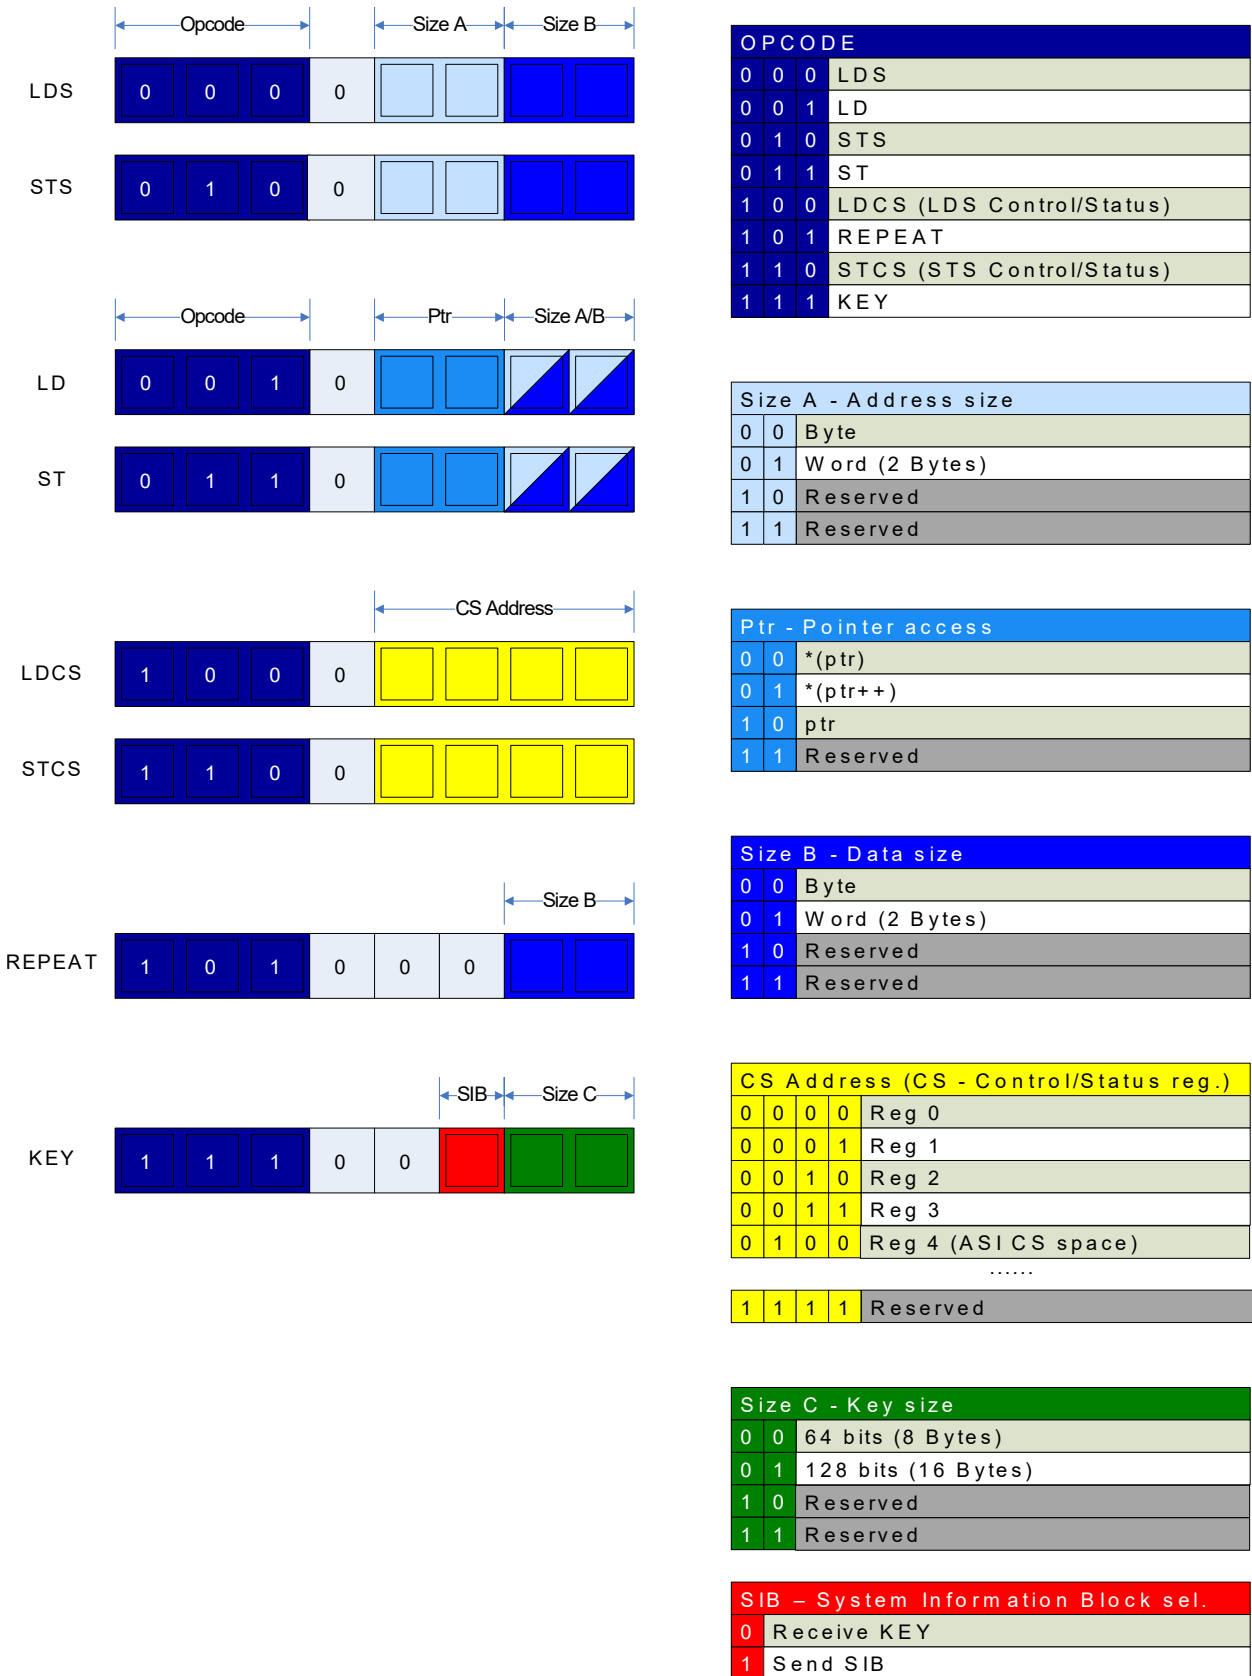 Opcode Size A Size B
LDS 0 0 0 0
STS 0 1 0 0
Opcode Ptr Size A/B
LD 0 0 1 0
ST 0 1 1 0
CS Address
LDCS 1 0 0 0
STCS 1 1 0 0
Size B
REPEAT 1 0 1 0 0 0
SIB Size C
KEY 1 1 1 0 0
OPCODE
0 0 0 LDS
0 0 1 LD
0 1 0 STS
0 1 1 ST
1 0 0 LDCS (LDS Control/Status)
1 0 1 REPEAT
1 1 0 STCS (STS Control/Status)
1 1 1 KEY
Size A - Address size
0 0 Byte
0 1 Word (2 Bytes)
1 0 Reserved
1 1 Reserved
Ptr - Pointer access
0 0 *(ptr)
0 1 *(ptr++)
1 0 ptr
1 1 Reserved
Size B - Data size
0 0 Byte
0 1 Word (2 Bytes)
1 0 Reserved
1 1 Reserved
CS Address (CS - Control/Status reg.)
0 0 0 0 Reg 0
0 0 0 1 Reg 1
0 0 1 0 Reg 2
0 0 1 1 Reg 3
0 1 0 0 Reg 4 (ASI CS space)
......
1 1 1 1 Reserved
Size C - Key size
0 0 64 bits (8 Bytes)
0 1 128 bits (16 Bytes)
1 0 Reserved
1 1 Reserved
SIB – System Information Block sel.
0 Receive KEY
1 Send SIB